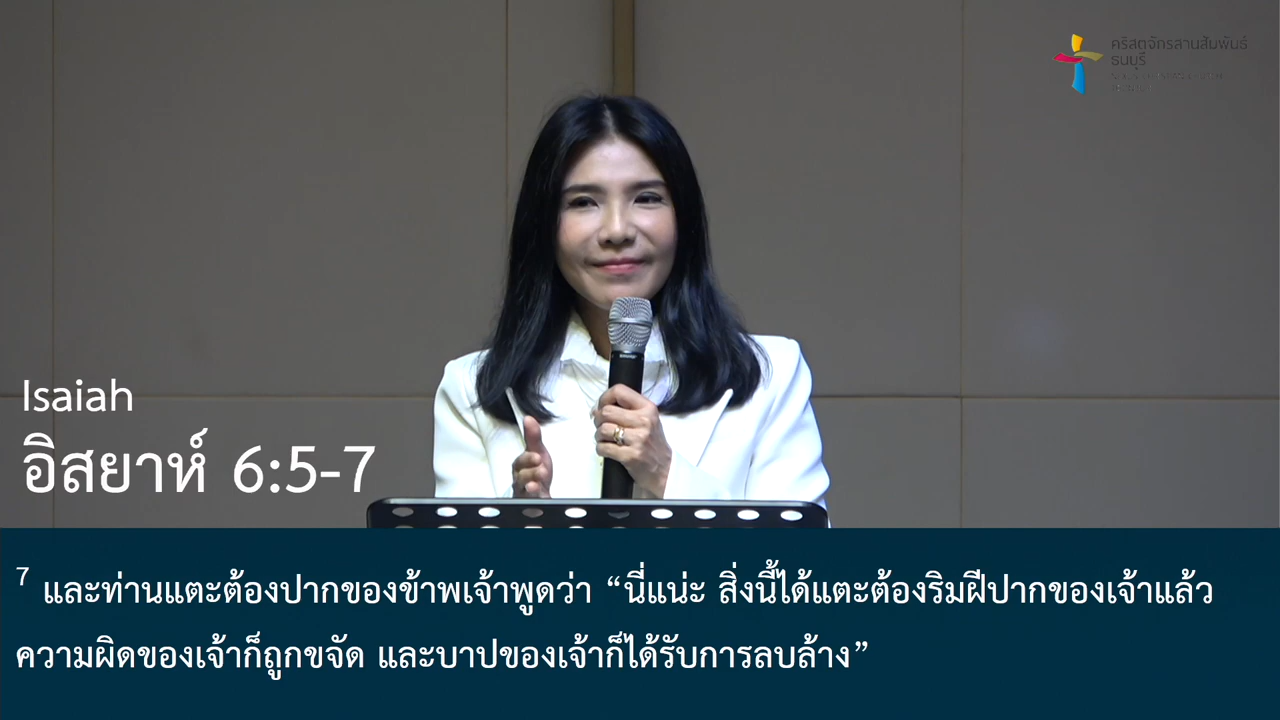 คริสตจักรสานสัมพันธ์
ธนบุรี
Isaiah
อิสยาห์ 6:5-7
7 และท่านแตะต้องปากของข้าพเจ้าพูดว่า “นี่แน่ะ สิ่งนี้ได้แตะต้องริมฝีปากของเจ้าแล้ว
ความผิดของเจ้าก็ถูกขจัด และบาปของเจ้าก็ได้รับการลบล้าง”